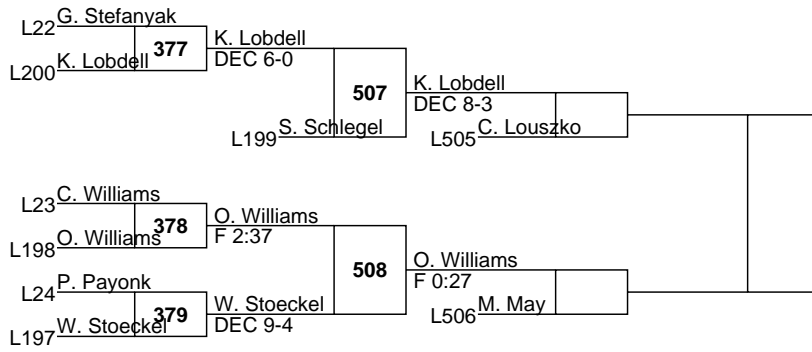 G. Stefanyak
L22
377
K. Lobdell
K. Lobdell
L200
DEC 6-0
507
K. Lobdell
DEC 8-3
S. Schlegel
L199
C. Louszko
L505
C. Williams
L23
378
O. Williams
O. Williams
L198
F 2:37
508
O. Williams
F 0:27
P. Payonk
L24
379
W. Stoeckel
W. Stoeckel
L197
DEC 9-4
M. May
L506